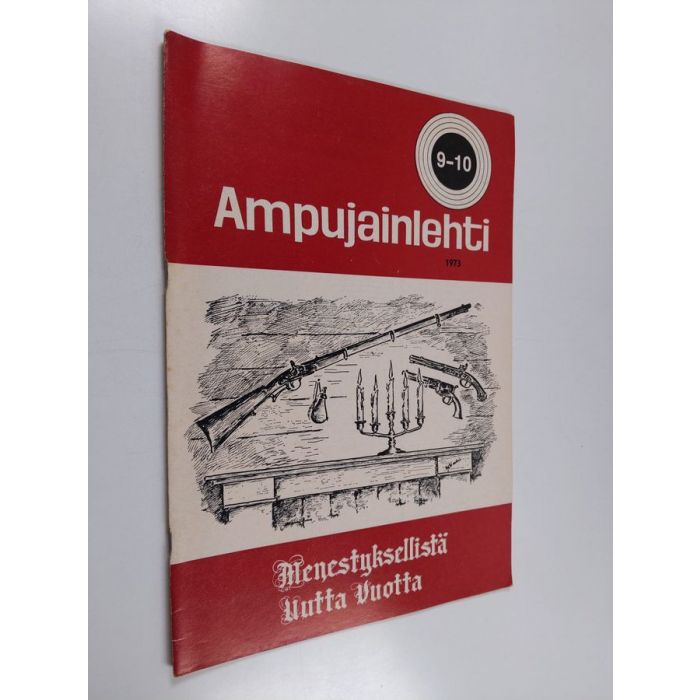 9-10
Ampujainlehti
1973
Menestyksellistä
Uutta Vuotta